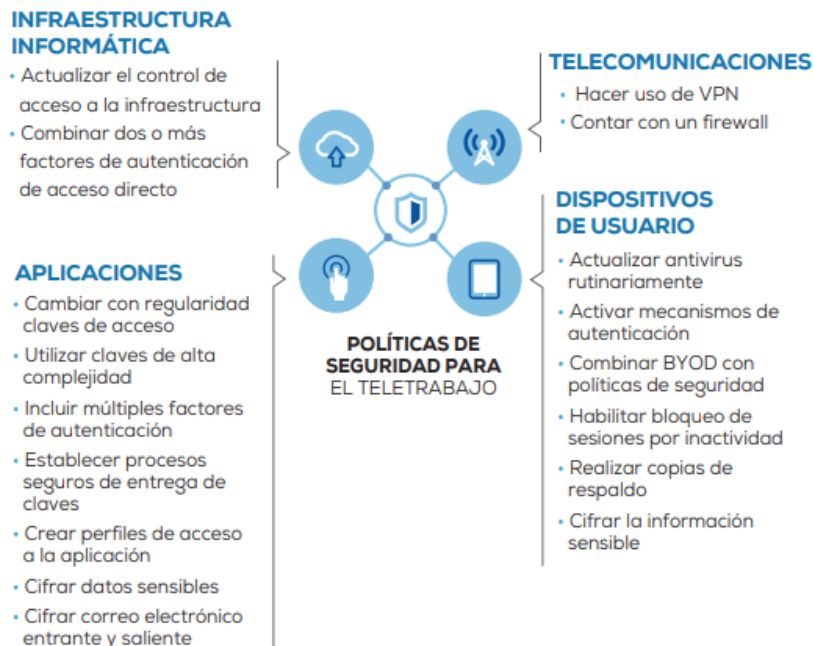 INFRAESTRUCTURA
INFORMÁTICA
• Actualizar el control de
acceso a la infraestructura
• Combinar dos o más
factores de autenticación
de acceso directo
TELECOMUNICACIONES
• Hacer uso de VPN
• Contar con un firewall
APLICACIONES
• Cambiar con regularidad
claves de acceso
• Utilizar claves de alta
complejidad
• Incluir múltiples factores
de autenticación
• Establecer procesos
seguros de entrega de
claves
• Crear perfiles de acceso
a la aplicación
• Cifrar datos sensibles
• Cifrar correo electrónico
entrante y saliente
POLÍTICAS DE
SEGURIDAD PARA
EL TELETRABAJO
DISPOSITIVOS
DE USUARIO
• Actualizar antivirus
rutinariamente
• Activar mecanismos de
autenticación
• Combinar BYOD con
políticas de seguridad
• Habilitar bloqueo de
sesiones por inactividad
• Realizar copias de
respaldo
• Cifrar la información
sensible